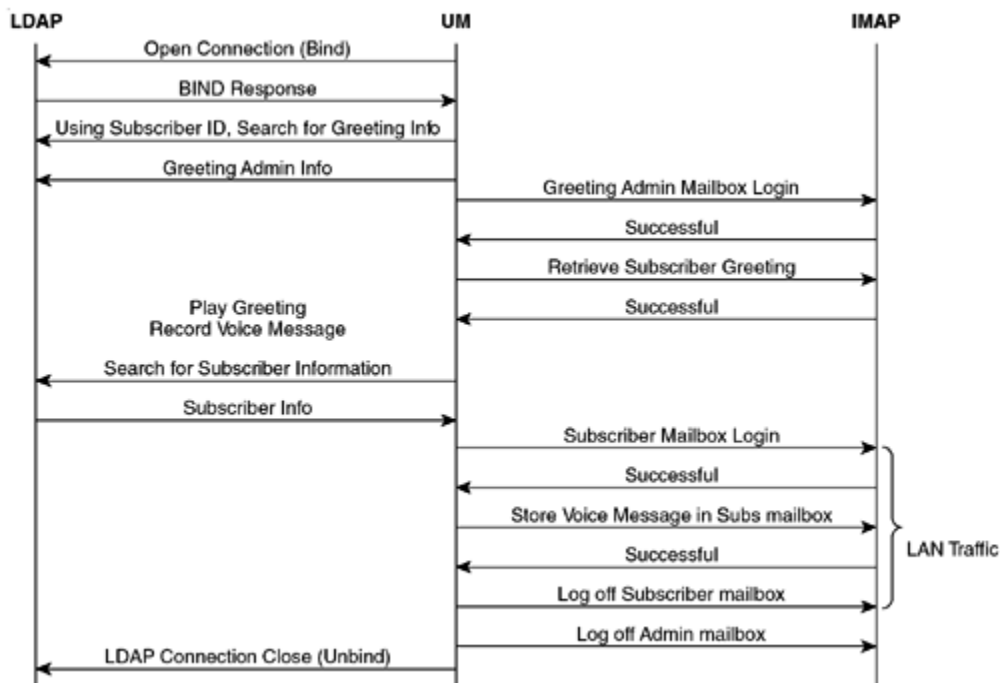 LDAP
UM
IMAP
Open Connection (Bind)
BIND Response
Using Subscriber ID, Search for Greeting Info
Greeting Admin Info
Greeting Admin Mailbox Login
Successful
Retrieve Subscriber Greeting
Successful
Play Greeting
Record Voice Message
Search for Subscriber Information
Subscriber Info
Subscriber Mailbox Login
Successful
Store Voice Message in Subs mailbox
Successful
LAN Traffic
Log off Subscriber mailbox
Log off Admin mailbox
LDAP Connection Close (Unbind)